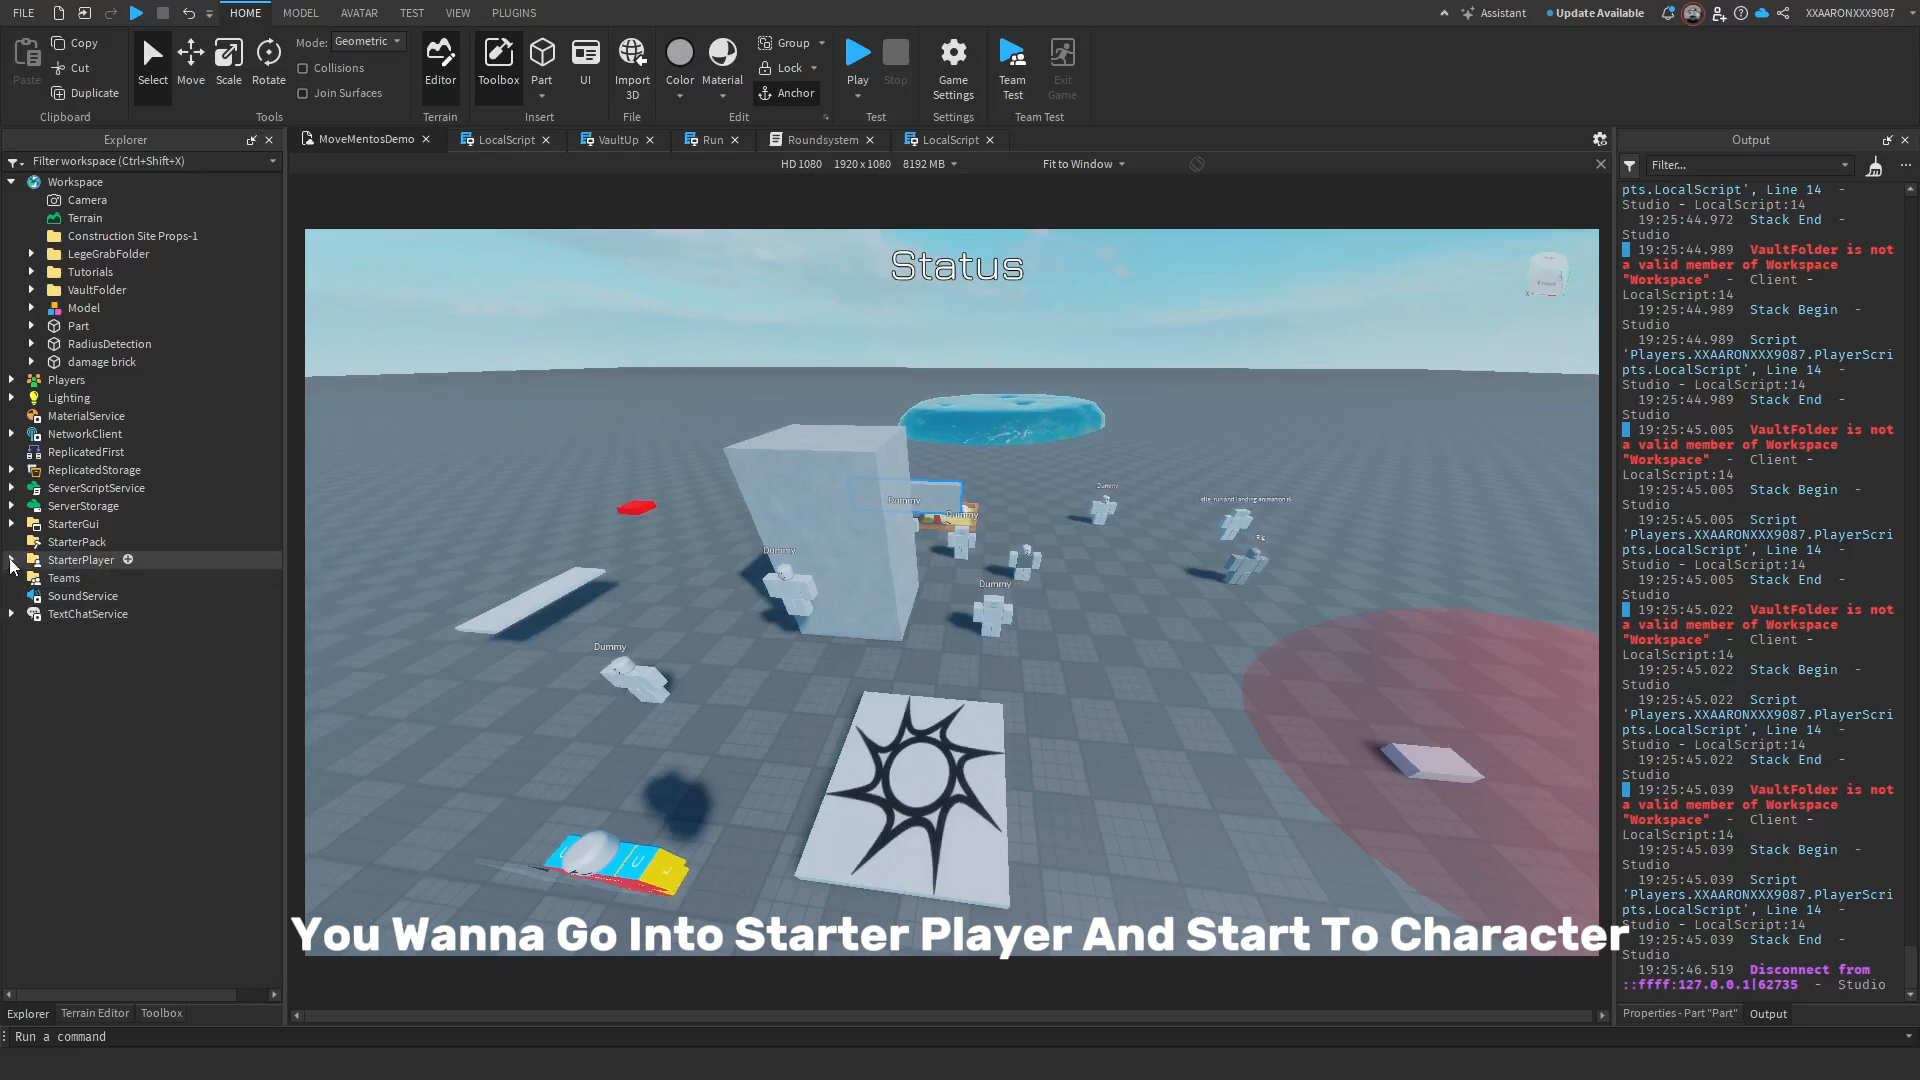 FILE
HOME
MODEL
AVATAR
TEST
VIEW
PLUGINS
Assistant
Update Available
XXAARONXXX9087
Paste
Copy
Cut
Duplicate
Clipboard
Select
Move
Scale
Rotate
Mode: Geometric
Collisions
Join Surfaces
Tools
Editor
Terrain
Toolbox
Part
UI
Insert
Import
3D
File
Color
Material
Group
Lock
Anchor
Edit
Play
Stop
Test
Game
Settings
Settings
Team
Test
Exit
Game
Team Test
Explorer
Filter workspace (Ctrl+Shift+X)
Workspace
Camera
Terrain
Construction Site Props-1
LegeGrabFolder
Tutorials
VaultFolder
Model
Part
RadiusDetection
damage brick
Players
Lighting
MaterialService
NetworkClient
ReplicatedFirst
ReplicatedStorage
ServerScriptService
ServerStorage
StarterGui
StarterPack
StarterPlayer
Teams
SoundService
TextChatService
Explorer
Terrain Editor
Toolbox
Run a command
MoveMentosDemo
LocalScript
VaultUp
Run
Roundsystem
LocalScript
HD 1080 1920 x 1080 8192 MB
Fit to Window
Status
Dummy
Dummy
Dummy
idle, run and landing animation r6
Dummy
Dummy
Dummy
You Wanna Go Into Starter Player And Start To Character
Output
Filter...
pts.LocalScript', Line 14 -
Studio - LocalScript:14
19:25:44.972 Stack End -
Studio
19:25:44.989 VaultFolder is not
a valid member of Workspace
"Workspace" - Client -
LocalScript:14
19:25:44.989 Stack Begin -
Studio
19:25:44.989 Script
'Players.XXAARONXXX9087.PlayerScri
pts.LocalScript', Line 14 -
Studio - LocalScript:14
19:25:44.989 Stack End -
Studio
19:25:45.005 VaultFolder is not
a valid member of Workspace
"Workspace" - Client -
LocalScript:14
19:25:45.005 Stack Begin -
Studio
19:25:45.005 Script
'Players.XXAARONXXX9087.PlayerScri
pts.LocalScript', Line 14 -
Studio - LocalScript:14
19:25:45.005 Stack End -
Studio
19:25:45.022 VaultFolder is not
a valid member of Workspace
"Workspace" - Client -
LocalScript:14
19:25:45.022 Stack Begin -
Studio
19:25:45.022 Script
'Players.XXAARONXXX9087.PlayerScri
pts.LocalScript', Line 14 -
Studio - LocalScript:14
19:25:45.022 Stack End -
Studio
19:25:45.039 VaultFolder is not
a valid member of Workspace
"Workspace" - Client -
LocalScript:14
19:25:45.039 Stack Begin -
Studio
19:25:45.039 Script
'Players.XXAARONXXX9087.PlayerScri
pts.LocalScript', Line 14 -
Studio - LocalScript:14
19:25:45.039 Stack End -
Studio
19:25:46.519 Disconnect from
::ffff:127.0.0.1|62735 - Studio
Properties - Part "Part"
Output